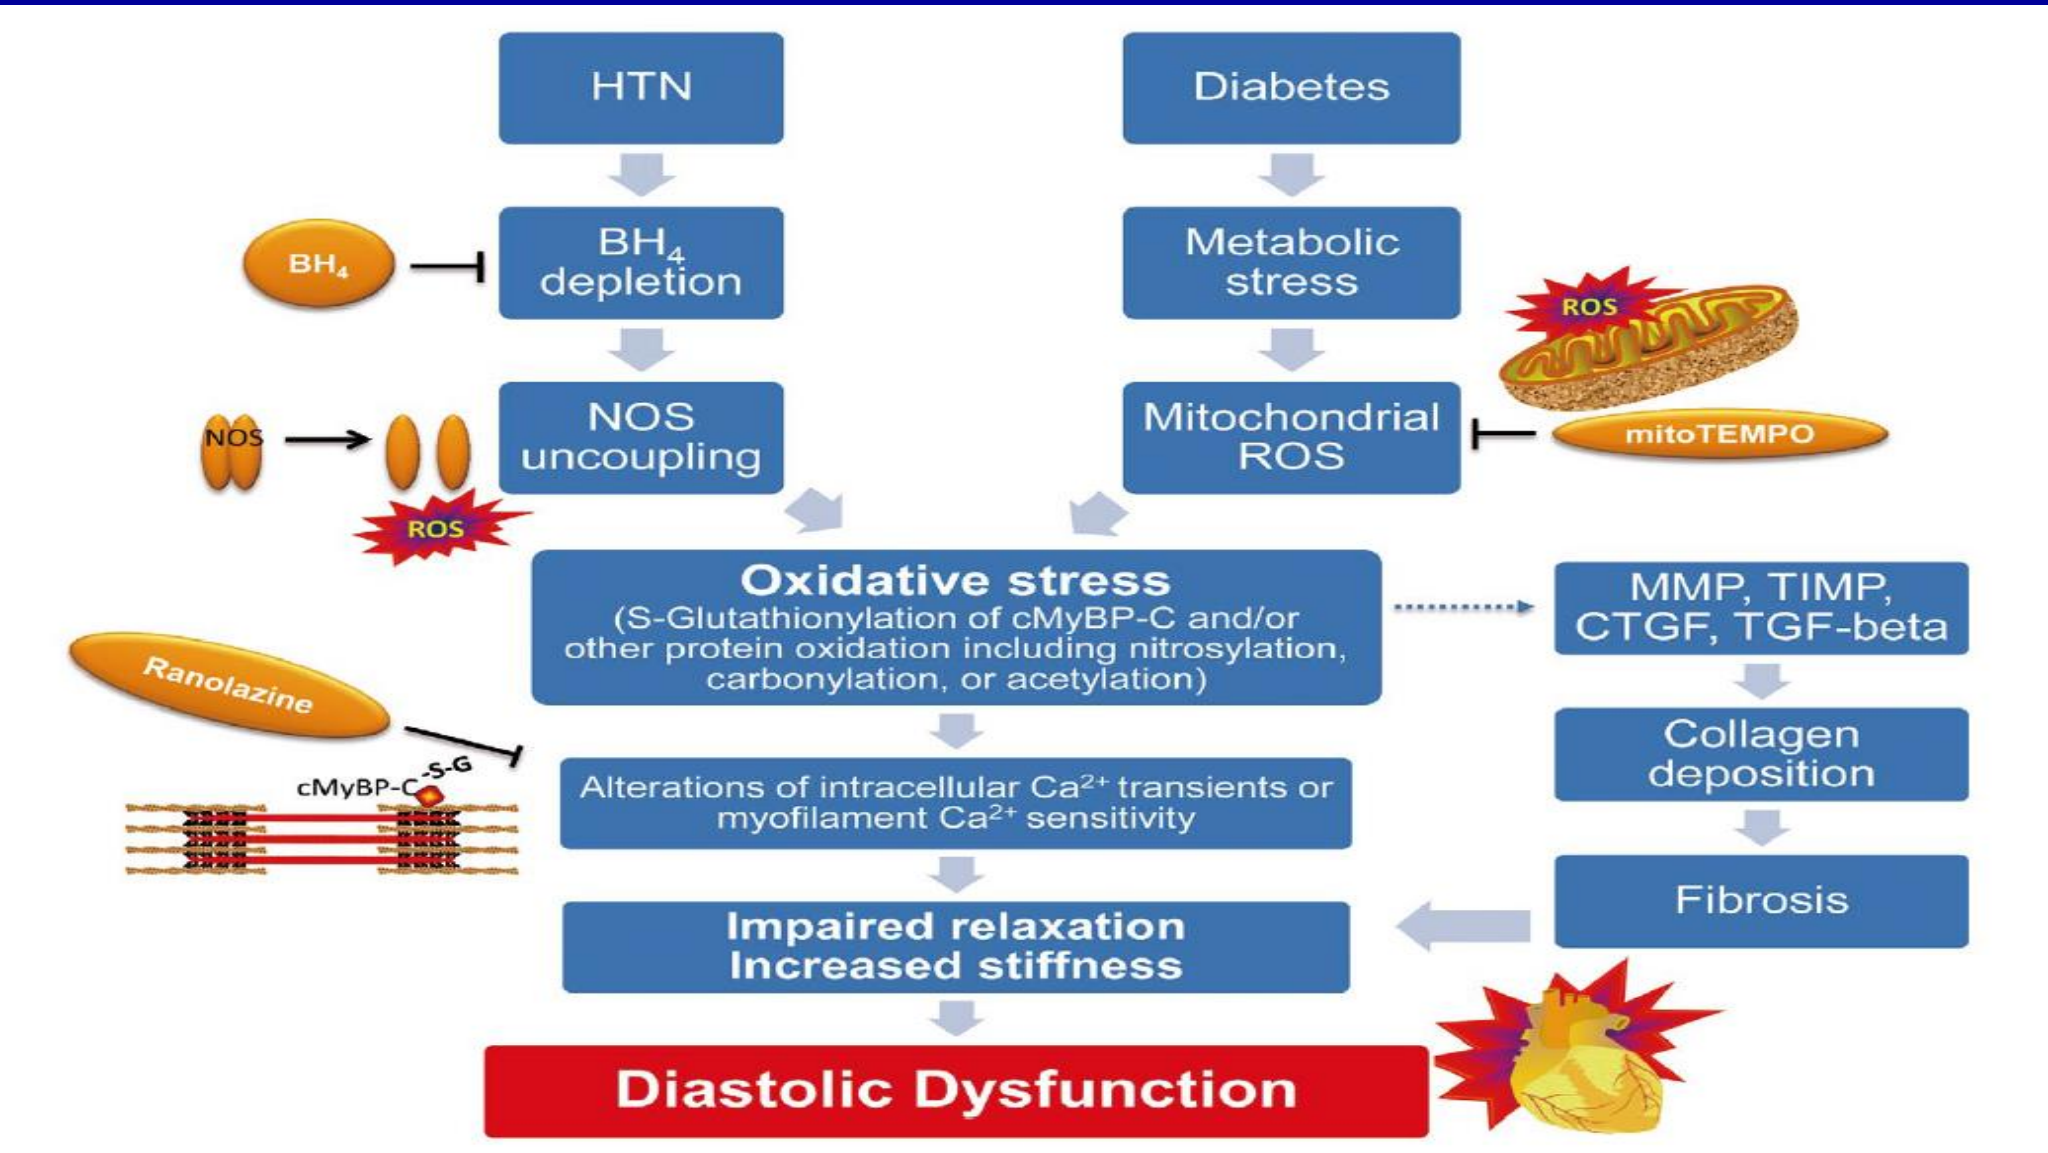 HTN
Diabetes
BH₄
BH₄
depletion
Metabolic
stress
ROS
NOS
NOS
uncoupling
Mitochondrial
ROS
mitoTEMPO
ROS
Oxidative stress
(S-Glutathionylation of cMyBP-C and/or
other protein oxidation including nitrosylation,
carbonylation, or acetylation)
MMP, TIMP,
CTGF, TGF-beta
Ranolazine
cMyBP-C-S-G
Alterations of intracellular Ca²⁺ transients or
myofilament Ca²⁺ sensitivity
Collagen
deposition
Impaired relaxation
Increased stiffness
Fibrosis
Diastolic Dysfunction